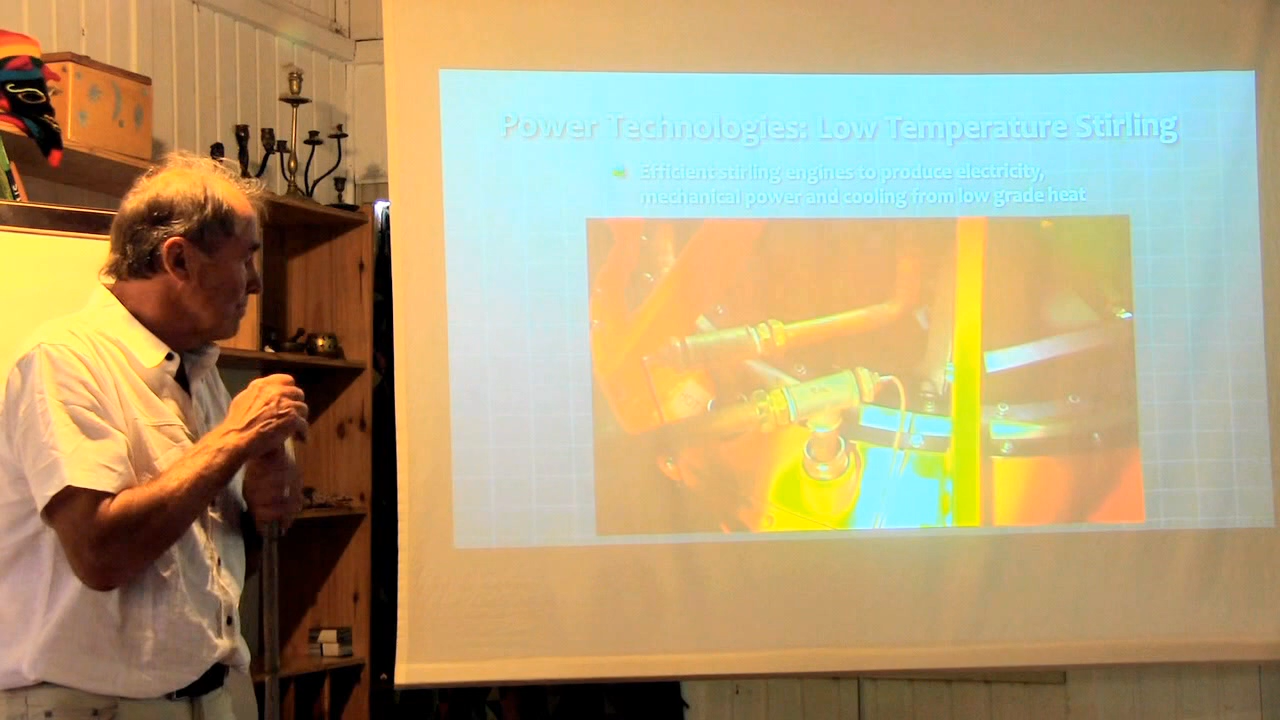 Power Technologies: Low Temperature Stirling
Efficient stirling engines to produce electricity,
mechanical power and cooling from low grade heat